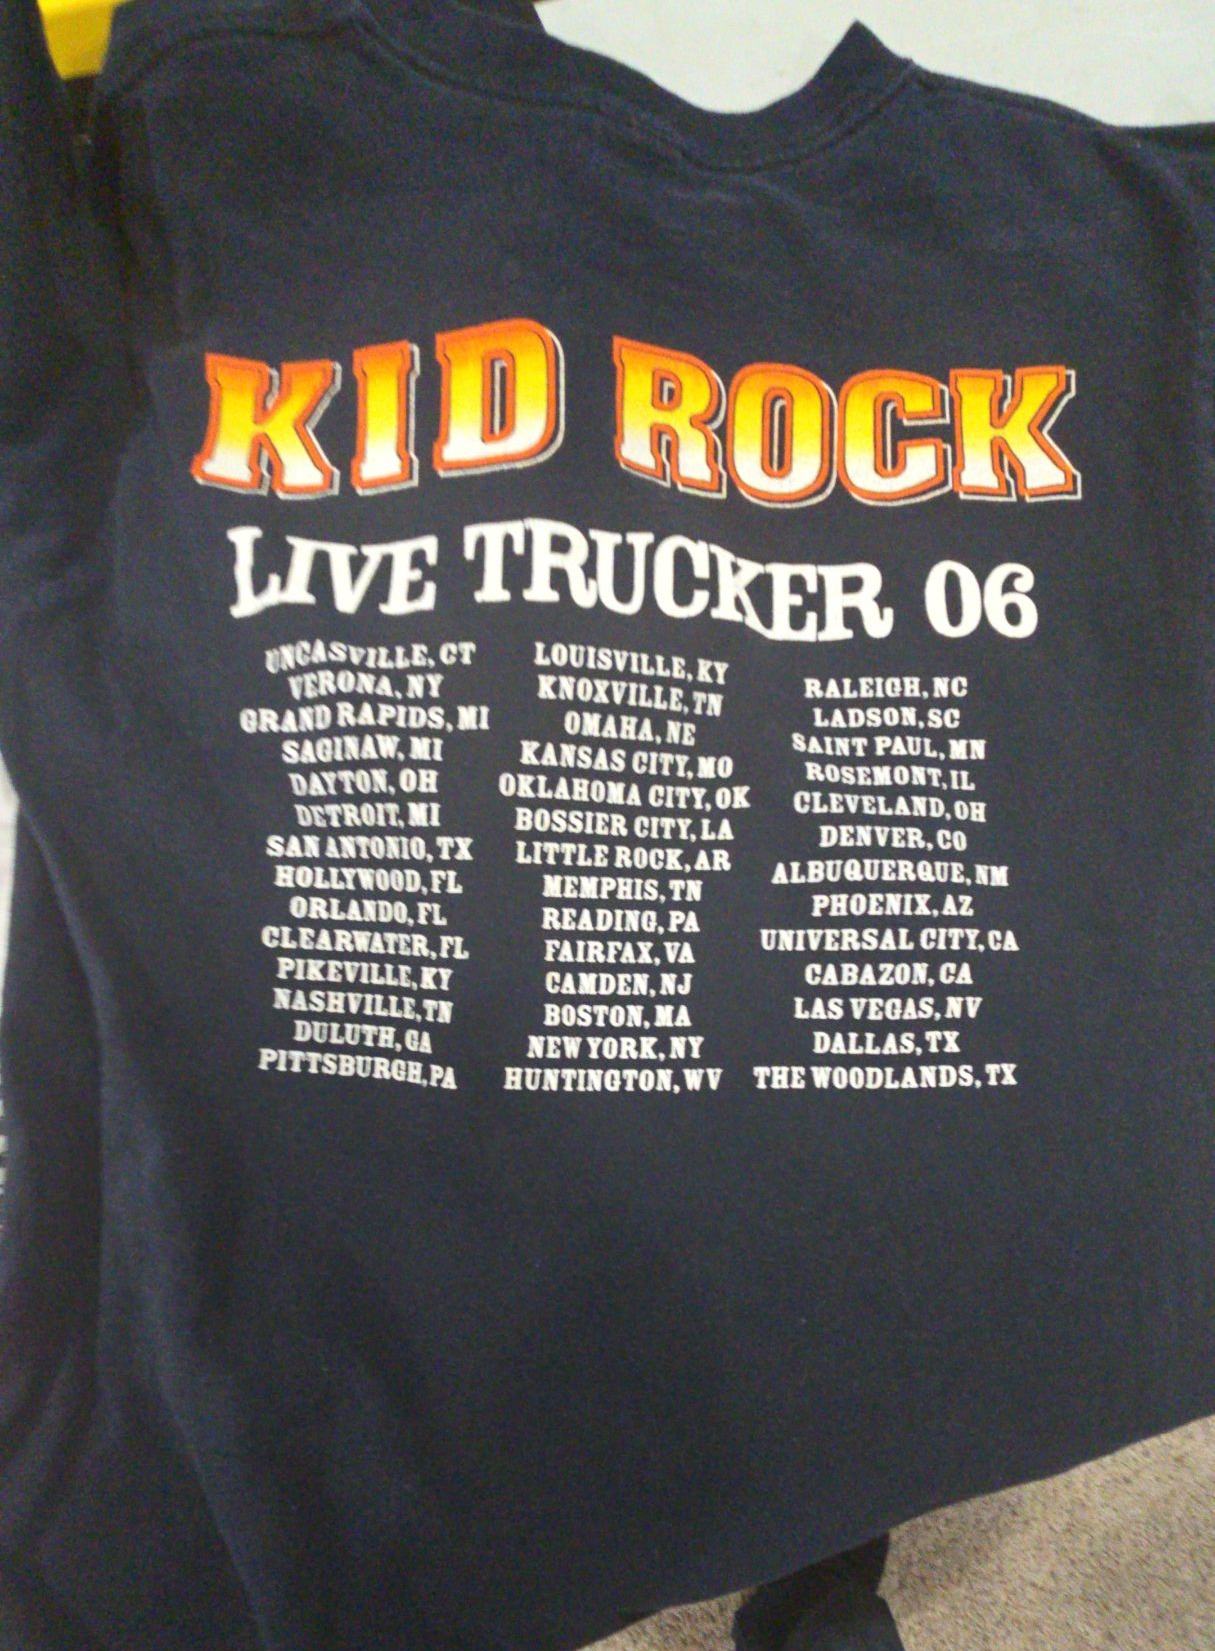 KID ROCK
LIVE TRUCKER 06
UNCASVILLE, CT
VERONA, NY
GRAND RAPIDS, MI
SAGINAW, MI
DAYTON, OH
DETROIT, MI
SAN ANTONIO, TX
HOLLYWOOD, FL
ORLANDO, FL
CLEARWATER, FL
PIKEVILLE, KY
NASHVILLE, TN
DULUTH, GA
PITTSBURGH, PA
LOUISVILLE, KY
KNOXVILLE, TN
OMAHA, NE
KANSAS CITY, MO
OKLAHOMA CITY, OK
BOSSIER CITY, LA
LITTLE ROCK, AR
MEMPHIS, TN
READING, PA
FAIRFAX, VA
CAMDEN, NJ
BOSTON, MA
NEW YORK, NY
HUNTINGTON, WV
RALEIGH, NC
LADSON, SC
SAINT PAUL, MN
ROSEMONT, IL
CLEVELAND, OH
DENVER, CO
ALBUQUERQUE, NM
PHOENIX, AZ
UNIVERSAL CITY, CA
CABAZON, CA
LAS VEGAS, NV
DALLAS, TX
THE WOODLANDS, TX